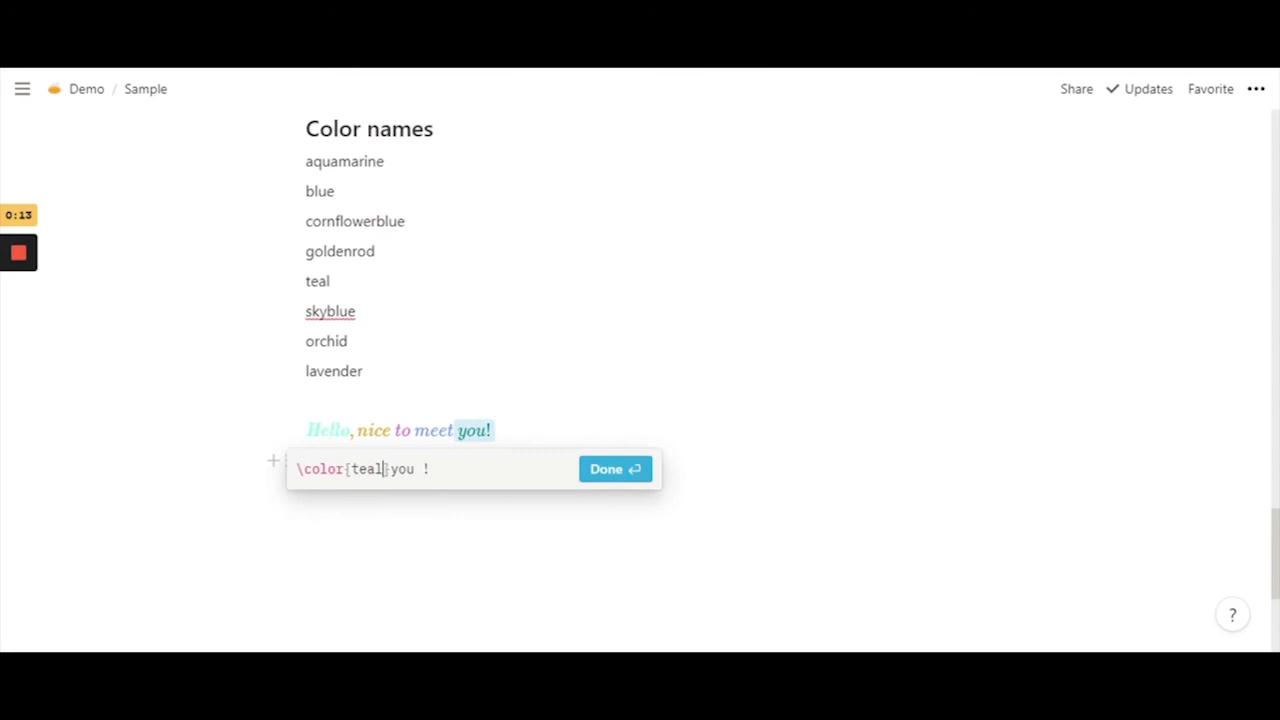 Demo / Sample
Share Updates Favorite
Color names
aquamarine
blue
0:13
cornflowerblue
goldenrod
teal
skyblue
orchid
lavender
Hello, nice to meet you!
\color{teal}you !
Done
?